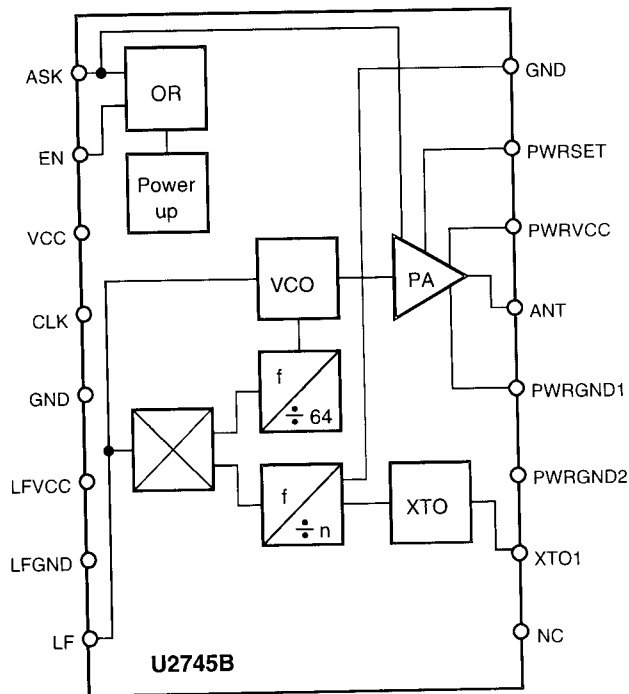 ASK
OR
GND
EN
PWRSET
Power
up
VCC
PWRVCC
VCO
PA
CLK
ANT
f
÷ 64
GND
PWRGND1
LFVCC
f
÷ n
XTO
PWRGND2
LFGND
XTO1
LF
NC
U2745B